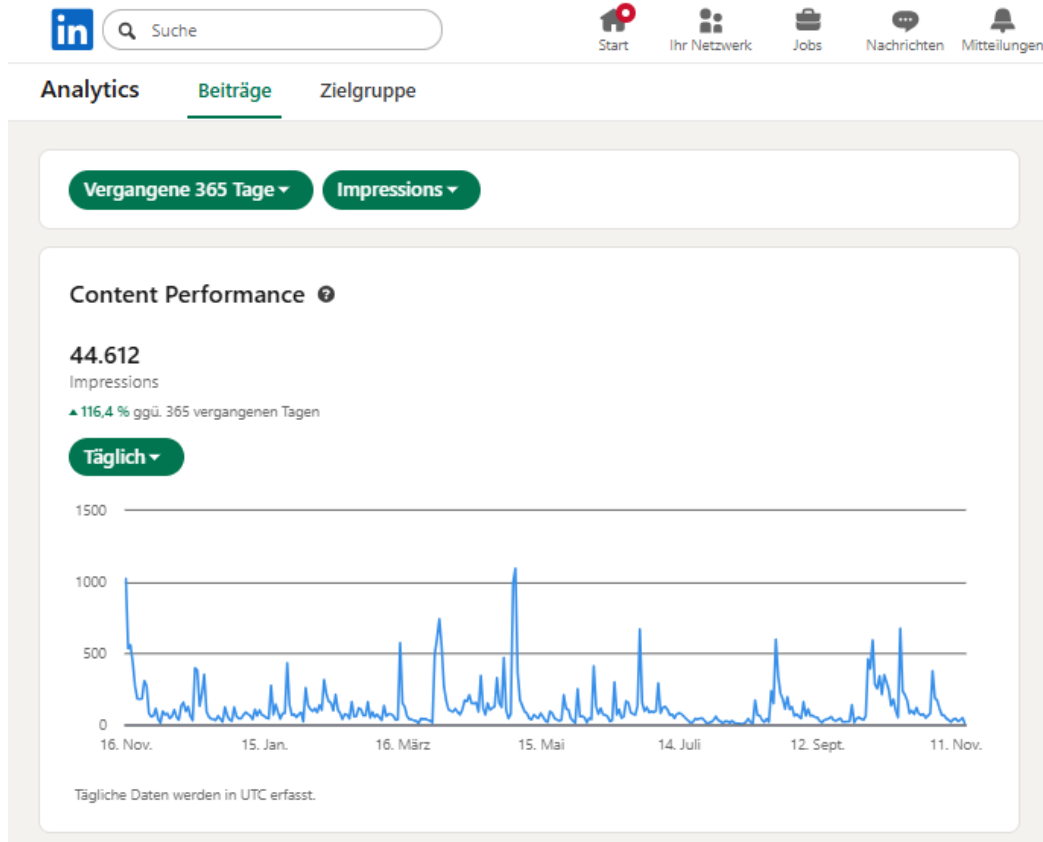 in Suche
Start Ihr Netzwerk Jobs Nachrichten Mitteilungen
Analytics Beiträge Zielgruppe
Vergangene 365 Tage Impressions
Content Performance ?
44.612
Impressions
116,4 % ggü. 365 vergangenen Tagen
Täglich
1500
1000
500
0
16. Nov. 15. Jan. 16. März 15. Mai 14. Juli 12. Sept. 11. Nov.
Tägliche Daten werden in UTC erfasst.